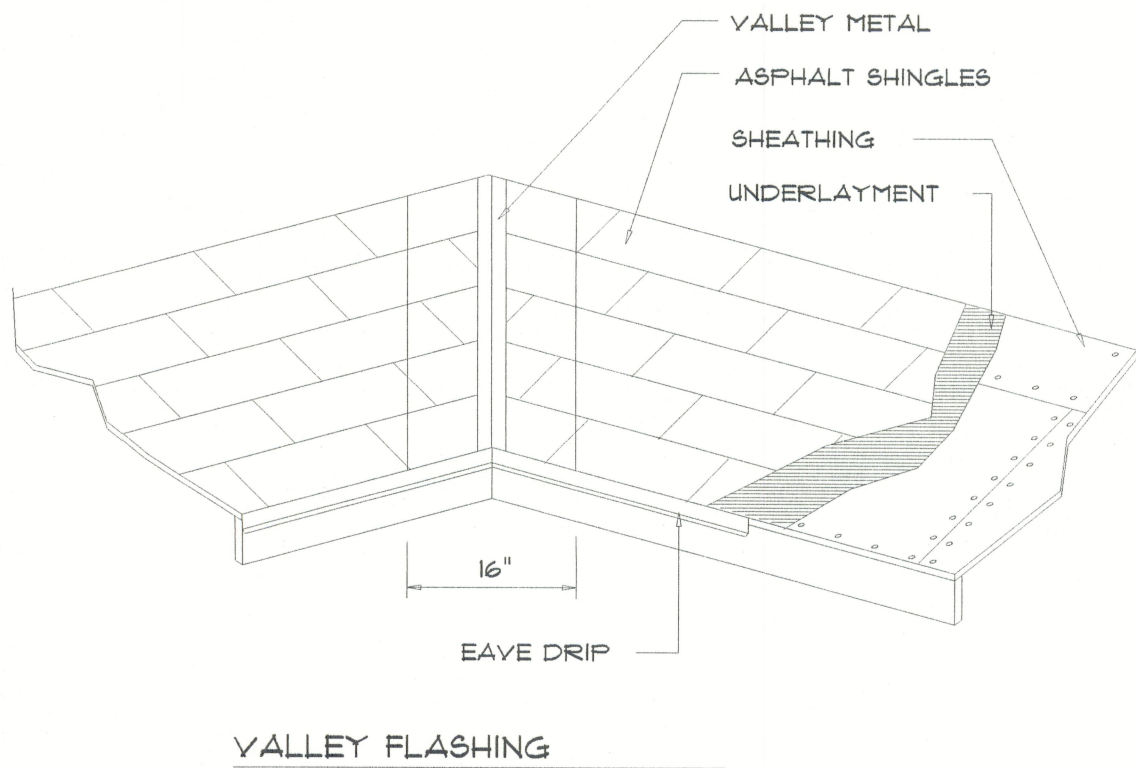 VALLEY METAL
ASPHALT SHINGLES
SHEATHING
UNDERLAYMENT
16"
EAVE DRIP
VALLEY FLASHING